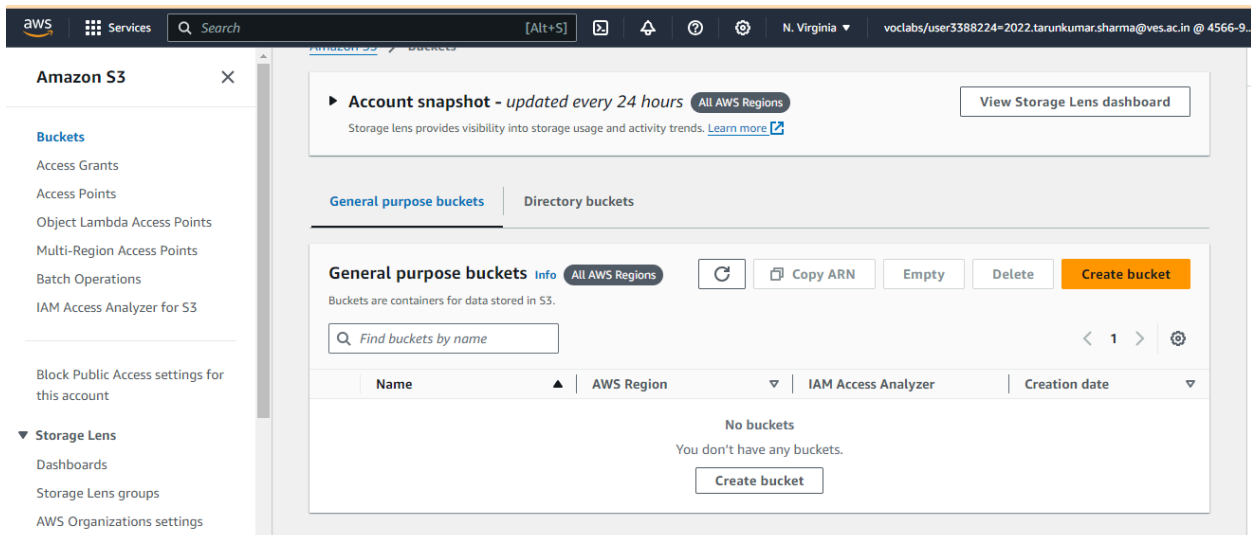 aws Services Search [Alt+S] N. Virginia ▼ voclabs/user3388224=2022.tarunkumar.sharma@ves.ac.in @ 4566-9...
Amazon S3 > Buckets
Amazon S3
Buckets
Access Grants
Access Points
Object Lambda Access Points
Multi-Region Access Points
Batch Operations
IAM Access Analyzer for S3
Block Public Access settings for
this account
Storage Lens
Dashboards
Storage Lens groups
AWS Organizations settings
Account snapshot - updated every 24 hours All AWS Regions View Storage Lens dashboard
Storage lens provides visibility into storage usage and activity trends. Learn more
General purpose buckets Directory buckets
General purpose buckets Info All AWS Regions Copy ARN Empty Delete Create bucket
Buckets are containers for data stored in S3.
Find buckets by name < 1 >
Name AWS Region IAM Access Analyzer Creation date
No buckets
You don't have any buckets.
Create bucket